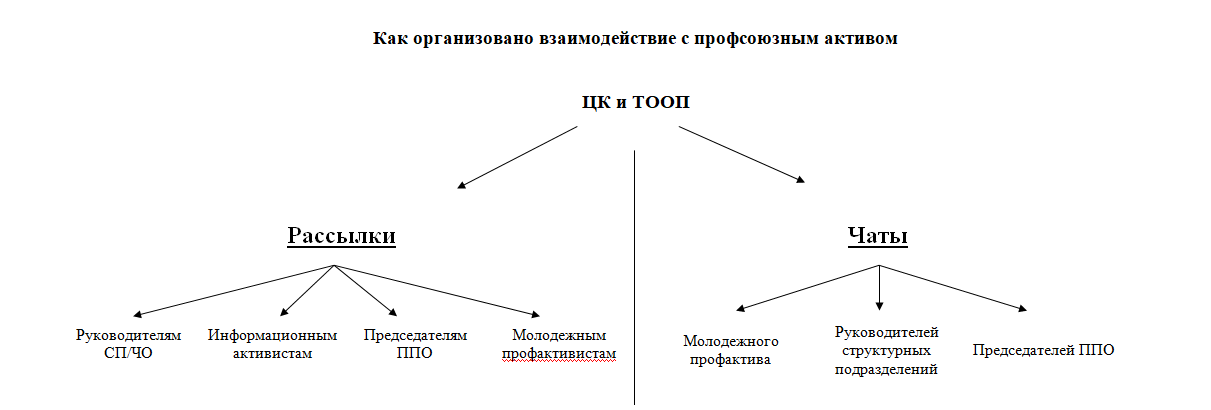 Как организовано взаимодействие с профсоюзным активом
ЦК и ТООП
Рассылки
Руководителям
СП/ЧО
Информационным
активистам
Председателям
ППО
Молодежным
профактивистам
Чаты
Молодежного
профактива
Руководителей
структурных
подразделений
Председателей ППО